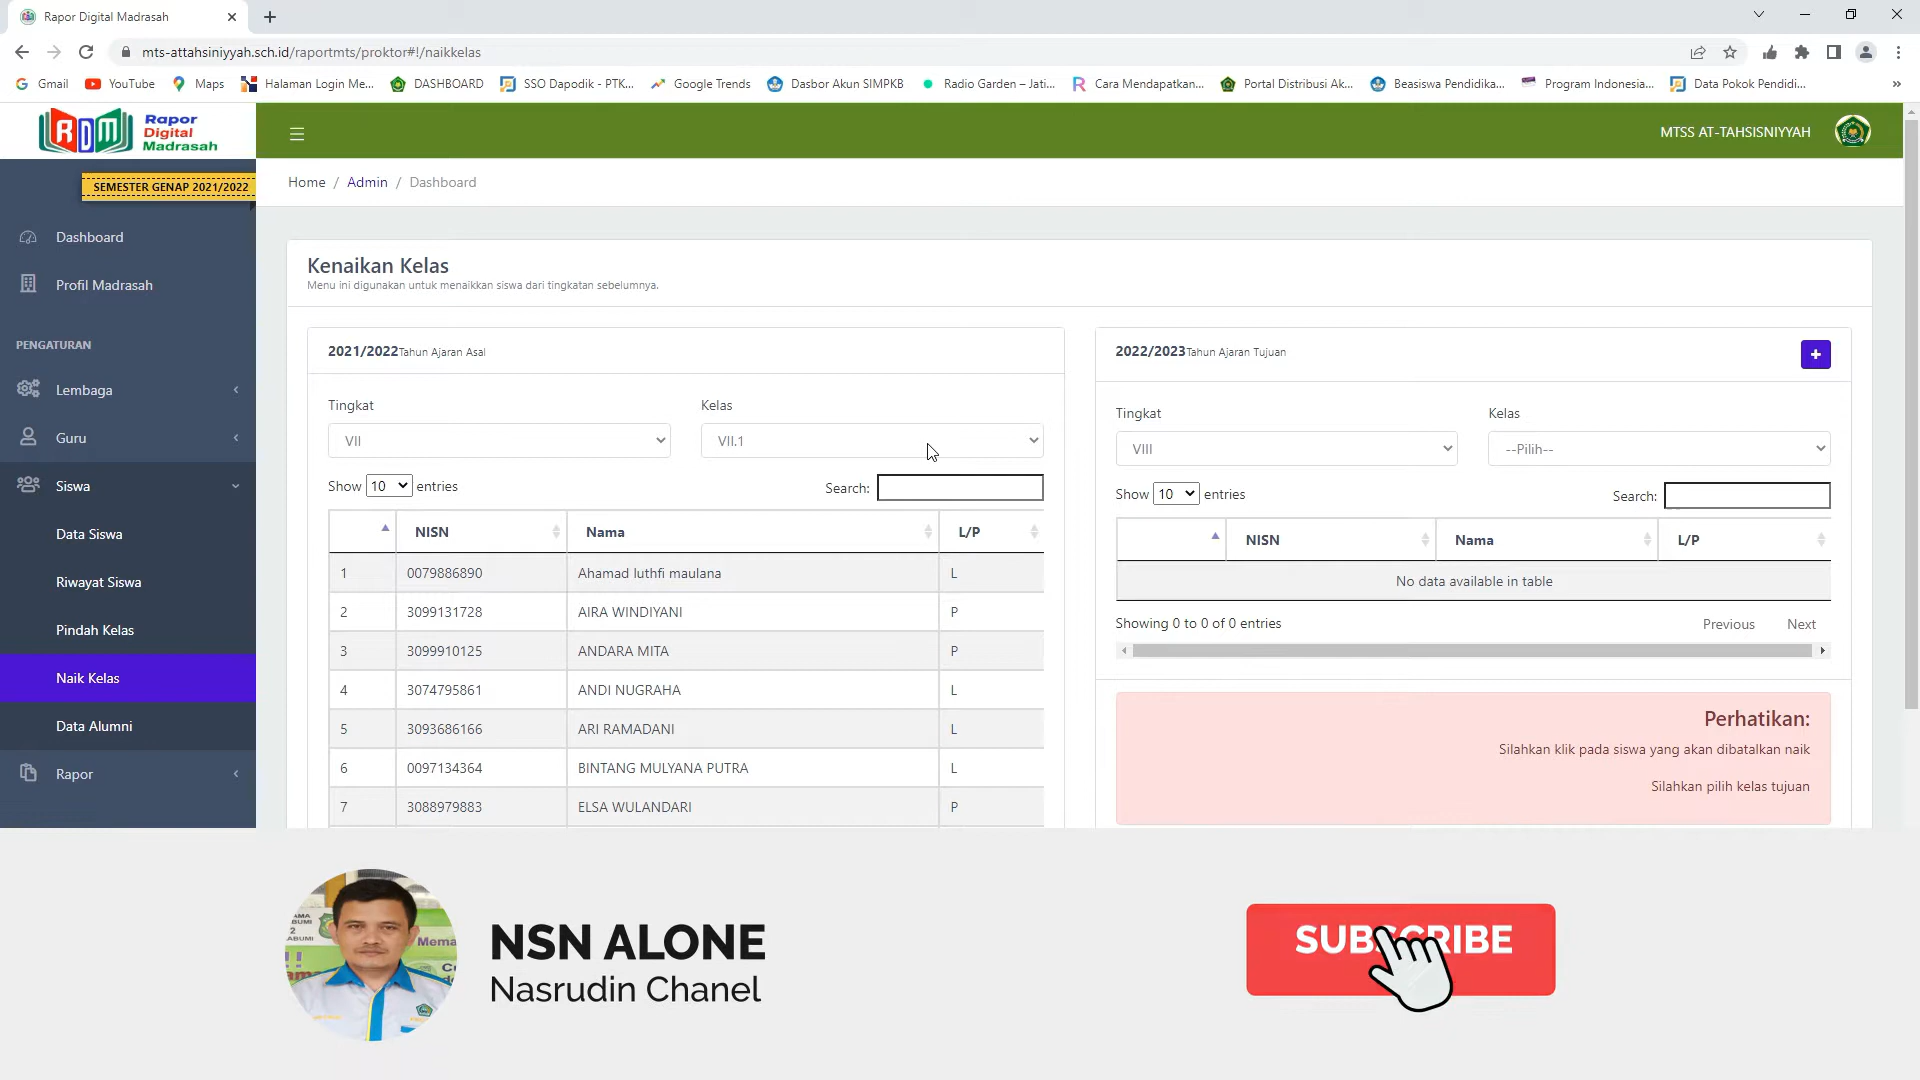 Rapor Digital Madrasah
mts-attahsiniyyah.sch.id/raportmts/proktor#!/naikkelas
Gmail
YouTube
Maps
Halaman Login Me...
DASHBOARD
SSO Dapodik - PTK...
Google Trends
Dasbor Akun SIMPKB
Radio Garden – Jati...
Cara Mendapatkan...
Portal Distribusi Ak...
Beasiswa Pendidika...
Program Indonesia...
Data Pokok Pendidi...
RDM
Rapor
Digital
Madrasah
MTSS AT-TAHSISNIYYAH
SEMESTER GENAP 2021/2022
Home / Admin / Dashboard
Dashboard
Profil Madrasah
PENGATURAN
Lembaga
Guru
Siswa
Data Siswa
Riwayat Siswa
Pindah Kelas
Naik Kelas
Data Alumni
Rapor
Kenaikan Kelas
Menu ini digunakan untuk menaikkan siswa dari tingkatan sebelumnya.
2021/2022Tahun Ajaran Asal
Tingkat Kelas
VII VII.1
Show 10 entries Search:
NISN Nama L/P
1 0079886890 Ahamad luthfi maulana L
2 3099131728 AIRA WINDIYANI P
3 3099910125 ANDARA MITA P
4 3074795861 ANDI NUGRAHA L
5 3093686166 ARI RAMADANI L
6 0097134364 BINTANG MULYANA PUTRA L
7 3088979883 ELSA WULANDARI P
2022/2023Tahun Ajaran Tujuan
+
Tingkat Kelas
VIII --Pilih--
Show 10 entries Search:
NISN Nama L/P
No data available in table
Showing 0 to 0 of 0 entries Previous Next
Perhatikan:
Silahkan klik pada siswa yang akan dibatalkan naik
Silahkan pilih kelas tujuan
NSN ALONE
Nasrudin Chanel
SUBSCRIBE